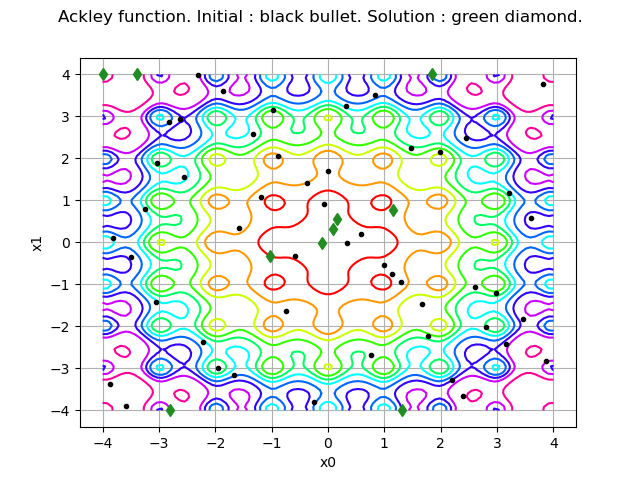 Ackley function. Initial : black bullet. Solution : green diamond.
4
3
2
1
0
−1
−2
−3
−4
x1
−4 −3 −2 −1 0 1 2 3 4
x0